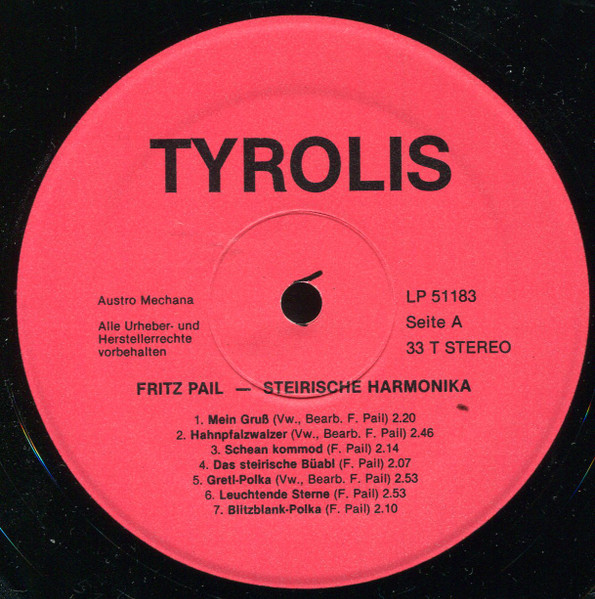 TYROLIS
Austro Mechana
Alle Urheber- und
Herstellerrechte
vorbehalten
LP 51183
Seite A
33 T STEREO
FRITZ PAIL — STEIRISCHE HARMONIKA
1. Mein Gruß (Vw., Bearb. F. Pail) 2.20
2. Hahnpfalzwalzer (Vw., Bearb. F. Pail) 2.46
3. Schean kommod (F. Pail) 2.14
4. Das steirische Büabl (F. Pail) 2.07
5. Gretl-Polka (Vw., Bearb. F. Pail) 2.53
6. Leuchtende Sterne (F. Pail) 2.53
7. Blitzblank-Polka (F. Pail) 2.10